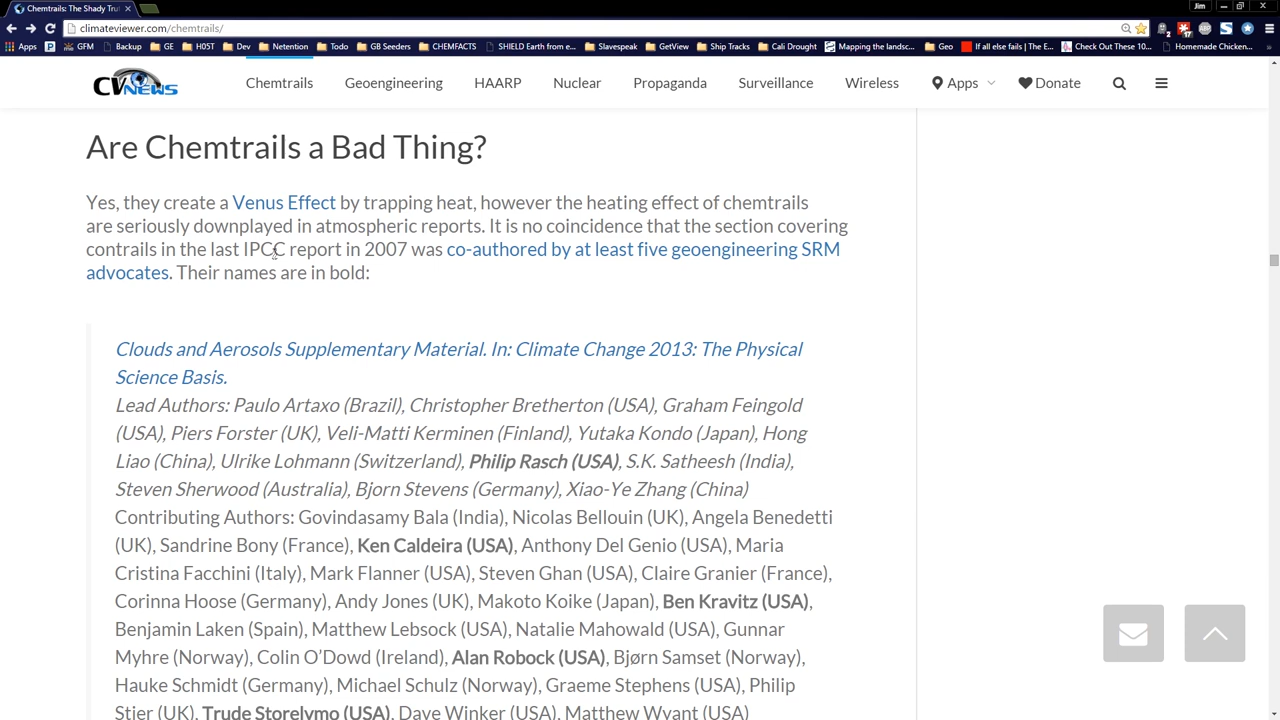 Chemtrails: The Shady Tru
Jim
climateviewer.com/chemtrails/
Apps
GFM
Backup
GE
H05T
Dev
Netention
Todo
GB Seeders
CHEMFACTS
SHIELD Earth from e...
Slavespeak
GetView
Ship Tracks
Cali Drought
Mapping the landsc...
Geo
If all else fails | The E...
Check Out These 10...
Homemade Chicken...
CV NEWS
Chemtrails
Geoengineering
HAARP
Nuclear
Propaganda
Surveillance
Wireless
Apps
Donate
Are Chemtrails a Bad Thing?
Yes, they create a Venus Effect by trapping heat, however the heating effect of chemtrails
are seriously downplayed in atmospheric reports. It is no coincidence that the section covering
contrails in the last IPCC report in 2007 was co-authored by at least five geoengineering SRM
advocates. Their names are in bold:
Clouds and Aerosols Supplementary Material. In: Climate Change 2013: The Physical
Science Basis.
Lead Authors: Paulo Artaxo (Brazil), Christopher Bretherton (USA), Graham Feingold
(USA), Piers Forster (UK), Veli-Matti Kerminen (Finland), Yutaka Kondo (Japan), Hong
Liao (China), Ulrike Lohmann (Switzerland), Philip Rasch (USA), S.K. Satheesh (India),
Steven Sherwood (Australia), Bjorn Stevens (Germany), Xiao-Ye Zhang (China)
Contributing Authors: Govindasamy Bala (India), Nicolas Bellouin (UK), Angela Benedetti
(UK), Sandrine Bony (France), Ken Caldeira (USA), Anthony Del Genio (USA), Maria
Cristina Facchini (Italy), Mark Flanner (USA), Steven Ghan (USA), Claire Granier (France),
Corinna Hoose (Germany), Andy Jones (UK), Makoto Koike (Japan), Ben Kravitz (USA),
Benjamin Laken (Spain), Matthew Lebsock (USA), Natalie Mahowald (USA), Gunnar
Myhre (Norway), Colin O’Dowd (Ireland), Alan Robock (USA), Bjørn Samset (Norway),
Hauke Schmidt (Germany), Michael Schulz (Norway), Graeme Stephens (USA), Philip
Stier (UK), Trude Storelvmo (USA), Dave Winker (USA), Matthew Wyant (USA)